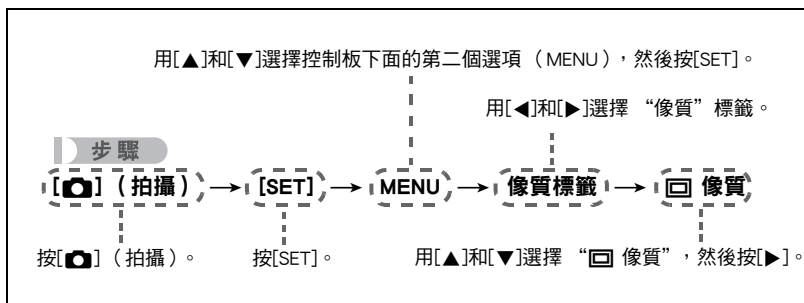 用[▲]和[▼]選擇控制板下面的第二個選項（MENU），然後按[SET]。
用[◀]和[▶]選擇 “像質” 標籤。
步驟
[📷]（拍攝）→ [SET] → MENU → 像質標籤 → 像質
按[📷]（拍攝）。 按[SET]。 用[▲]和[▼]選擇 “ 像質”，然後按[▶]。